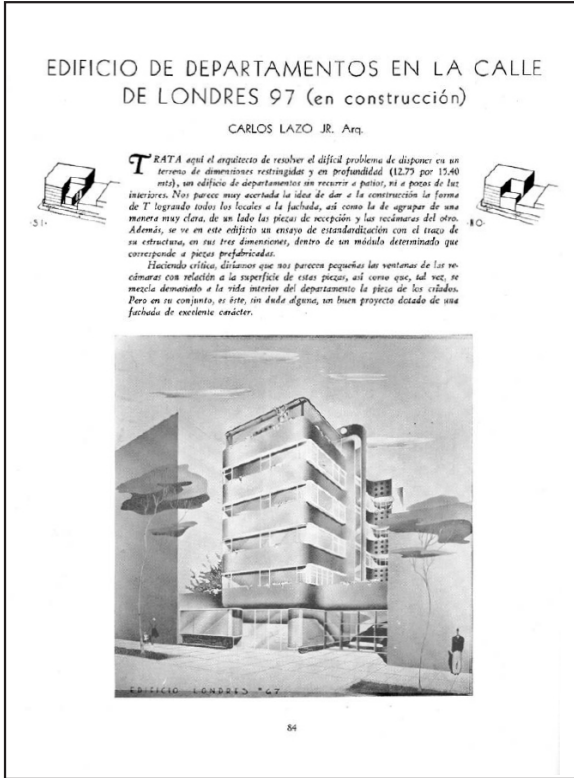 EDIFICIO DE DEPARTAMENTOS EN LA CALLE
DE LONDRES 97 (en construcción)
CARLOS LAZO JR. Arq.
TRATA aquí el arquitecto de resolver el difícil problema de disponer en un
terreno de dimensiones restringidas y en profundidad (12.75 por 15.40
mts), un edificio de departamentos sin recurrir a patios, ni a pozos de luz
interiores. Nos parece muy acertada la idea de dar a la construcción la forma
de T logrando todos los locales a la fachada, así como la de agrupar de una
manera muy clara, de un lado las piezas de recepción y las recámaras del otro.
Además, se ve en este edificio un ensayo de estandardización con el trazo de
su estructura, en sus tres dimensiones, dentro de un módulo determinado que
corresponde a piezas prefabricadas.
Haciendo crítica, diríamos que nos parecen pequeñas las ventanas de las re-
cámaras con relación a la superficie de estas piezas, así como que, tal vez, se
mezcla demasiado a la vida interior del departamento la pieza de los criados.
Pero en su conjunto, es éste, sin duda alguna, un buen proyecto dotado de una
fachada de excelente carácter.
·SI·
·NO·
EDIFICIO LONDRES *67
84